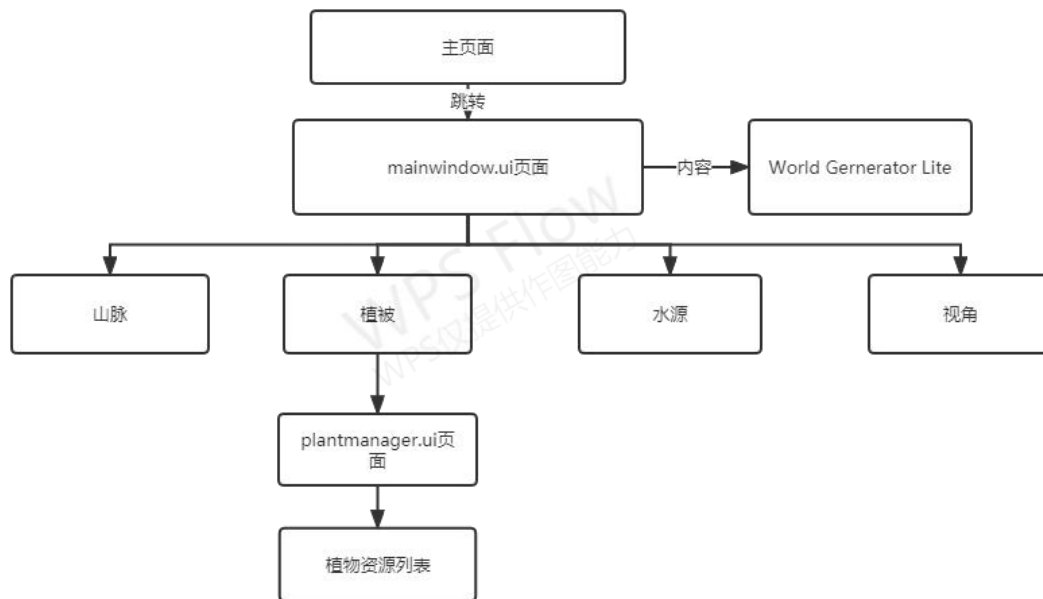 主页面
跳转
mainwindow.ui页面
内容
World Gernerator Lite
WPS Flow
WPS仅提供作图能力
山脉
植被
水源
视角
plantmanager.ui页
面
植物资源列表